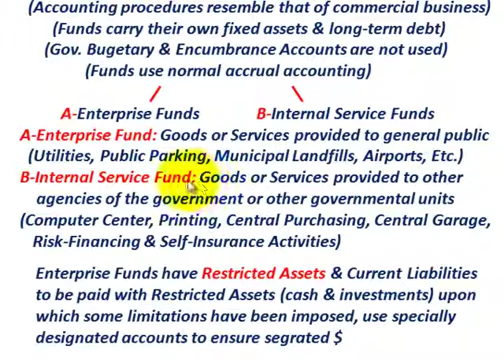 (Accounting procedures resemble that of commercial business)
(Funds carry their own fixed assets & long-term debt)
(Gov. Bugetary & Encumbrance Accounts are not used)
(Funds use normal accrual accounting)
A-Enterprise Funds B-Internal Service Funds
A-Enterprise Fund: Goods or Services provided to general public
(Utilities, Public Parking, Municipal Landfills, Airports, Etc.)
B-Internal Service Fund: Goods or Services provided to other
agencies of the government or other governmental units
(Computer Center, Printing, Central Purchasing, Central Garage,
Risk-Financing & Self-Insurance Activities)
Enterprise Funds have Restricted Assets & Current Liabilities
to be paid with Restricted Assets (cash & investments) upon
which some limitations have been imposed, use specially
designated accounts to ensure segrated $